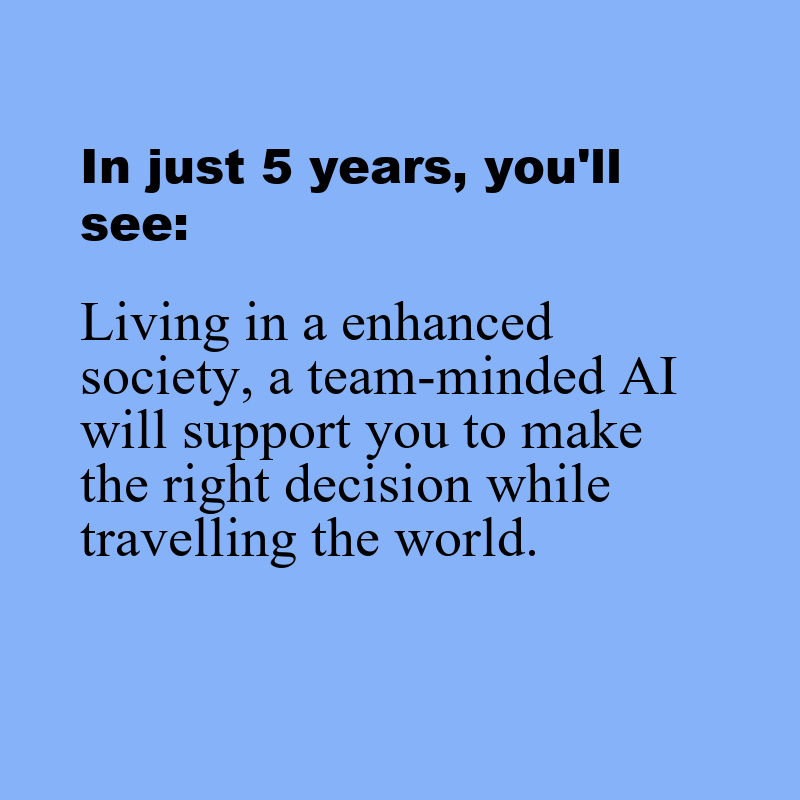 In just 5 years, you'll
see:
Living in a enhanced
society, a team-minded AI
will support you to make
the right decision while
travelling the world.